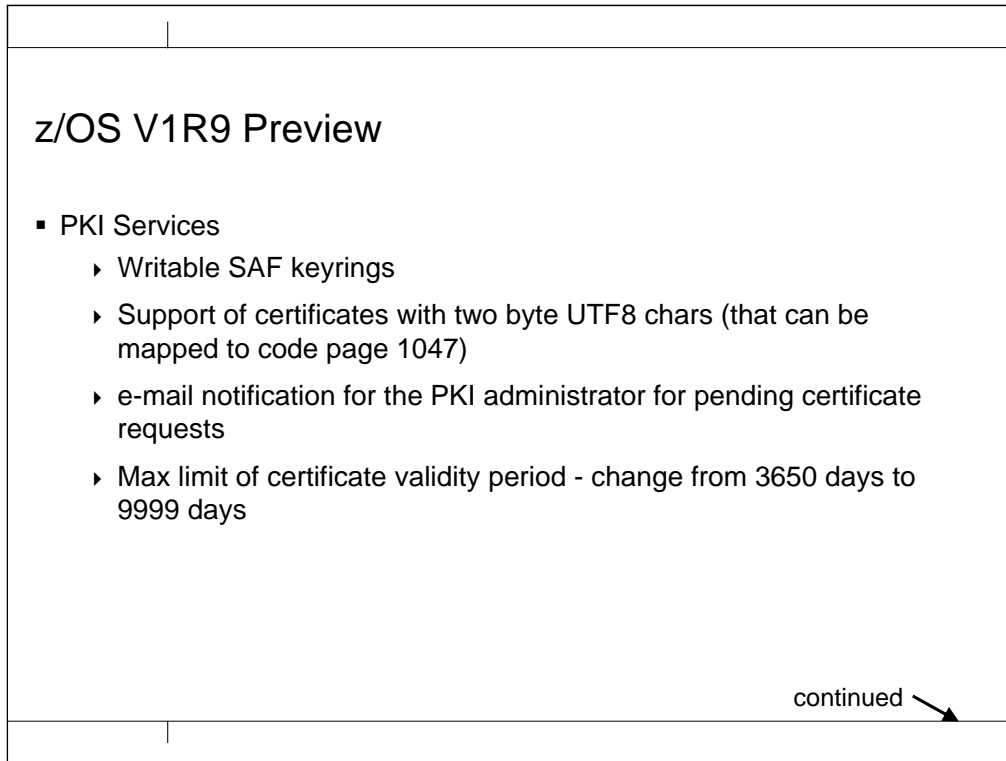 z/OS V1R9 Preview
▪ PKI Services
▸ Writable SAF keyrings
▸ Support of certificates with two byte UTF8 chars (that can be
mapped to code page 1047)
▸ e-mail notification for the PKI administrator for pending certificate
requests
▸ Max limit of certificate validity period - change from 3650 days to
9999 days
continued